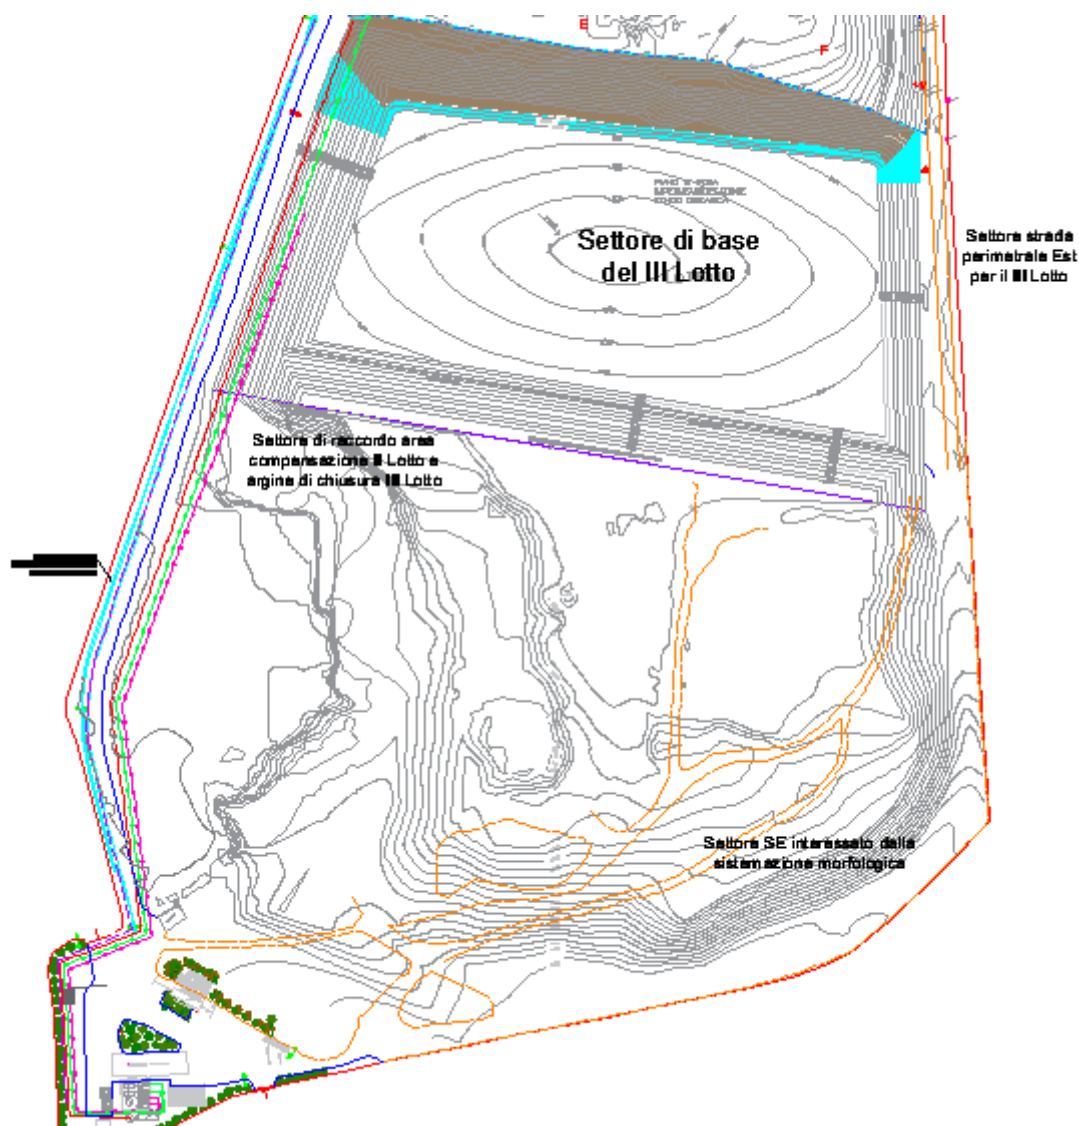 E
F
Settore di base
del III Lotto
Settore strada
perimetrale Est
per il III Lotto
Settore di raccordo area
compensazione II Lotto e
argine di chiusura III Lotto
Settore SE interessato dalla
sistemazione morfologica